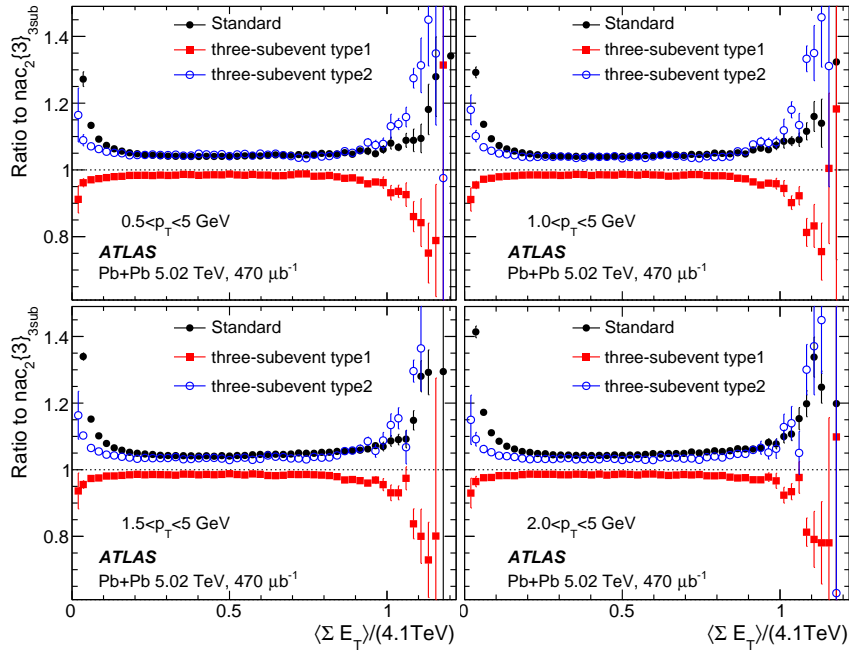 Ratio to nac₂{3}₃sub
1.4
1.2
1
0.8
Standard
three-subevent type1
three-subevent type2
0.5<p_T<5 GeV
ATLAS
Pb+Pb 5.02 TeV, 470 μb⁻¹
Standard
three-subevent type1
three-subevent type2
1.0<p_T<5 GeV
ATLAS
Pb+Pb 5.02 TeV, 470 μb⁻¹
Ratio to nac₂{3}₃sub
1.4
1.2
1
0.8
Standard
three-subevent type1
three-subevent type2
1.5<p_T<5 GeV
ATLAS
Pb+Pb 5.02 TeV, 470 μb⁻¹
0 0.5 1
⟨Σ E_T⟩/(4.1TeV)
Standard
three-subevent type1
three-subevent type2
2.0<p_T<5 GeV
ATLAS
Pb+Pb 5.02 TeV, 470 μb⁻¹
0 0.5 1
⟨Σ E_T⟩/(4.1TeV)